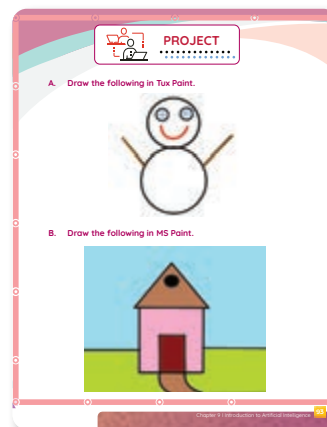 PROJECT
A. Draw the following in Tux Paint.
B. Draw the following in MS Paint.
Chapter 9 | Introduction to Artificial Intelligence